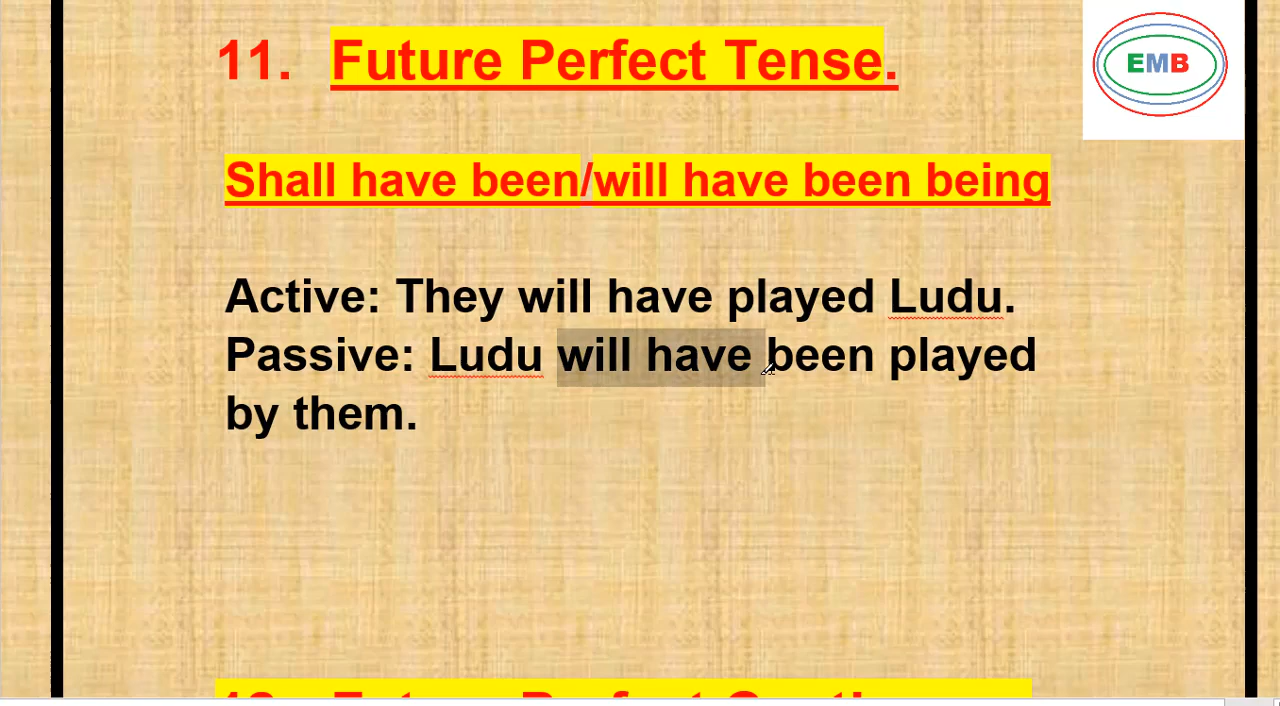 11. Future Perfect Tense.
EMB
Shall have been/will have been being
Active: They will have played Ludu.
Passive: Ludu will have been played
by them.